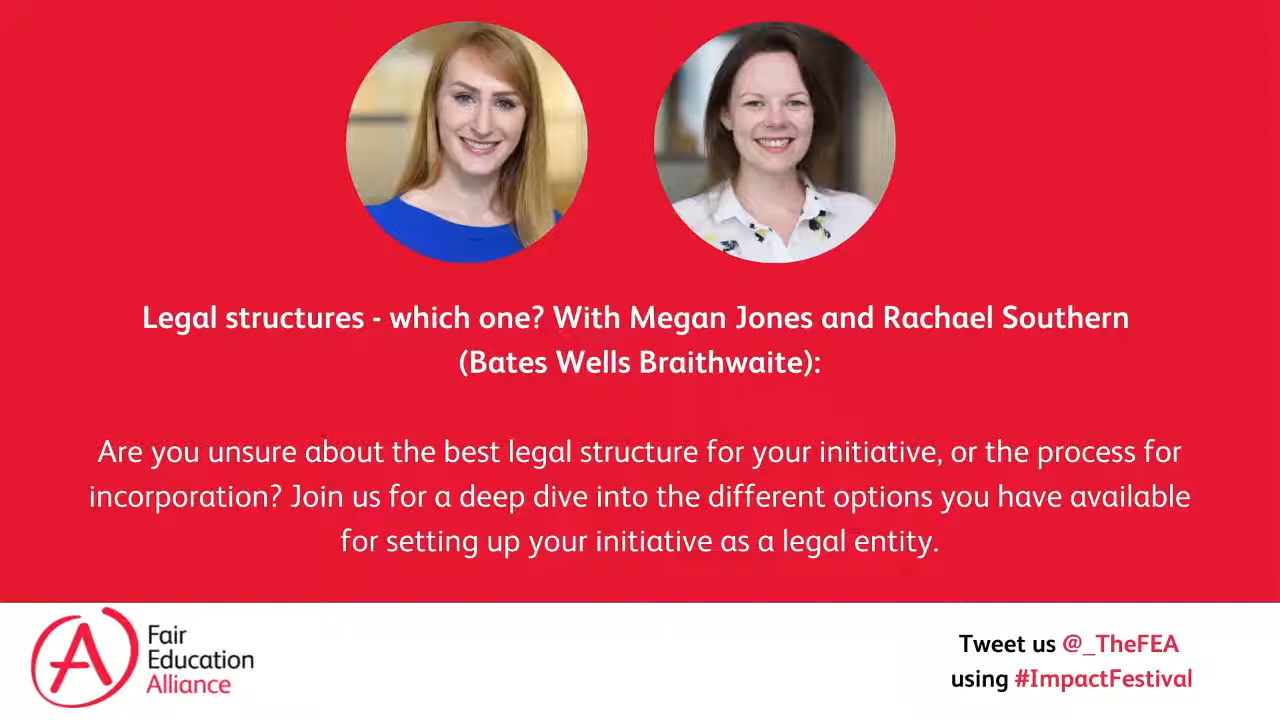 Legal structures - which one? With Megan Jones and Rachael Southern
(Bates Wells Braithwaite):
Are you unsure about the best legal structure for your initiative, or the process for
incorporation? Join us for a deep dive into the different options you have available
for setting up your initiative as a legal entity.
Fair
Education
Alliance
Tweet us @_TheFEA
using #ImpactFestival